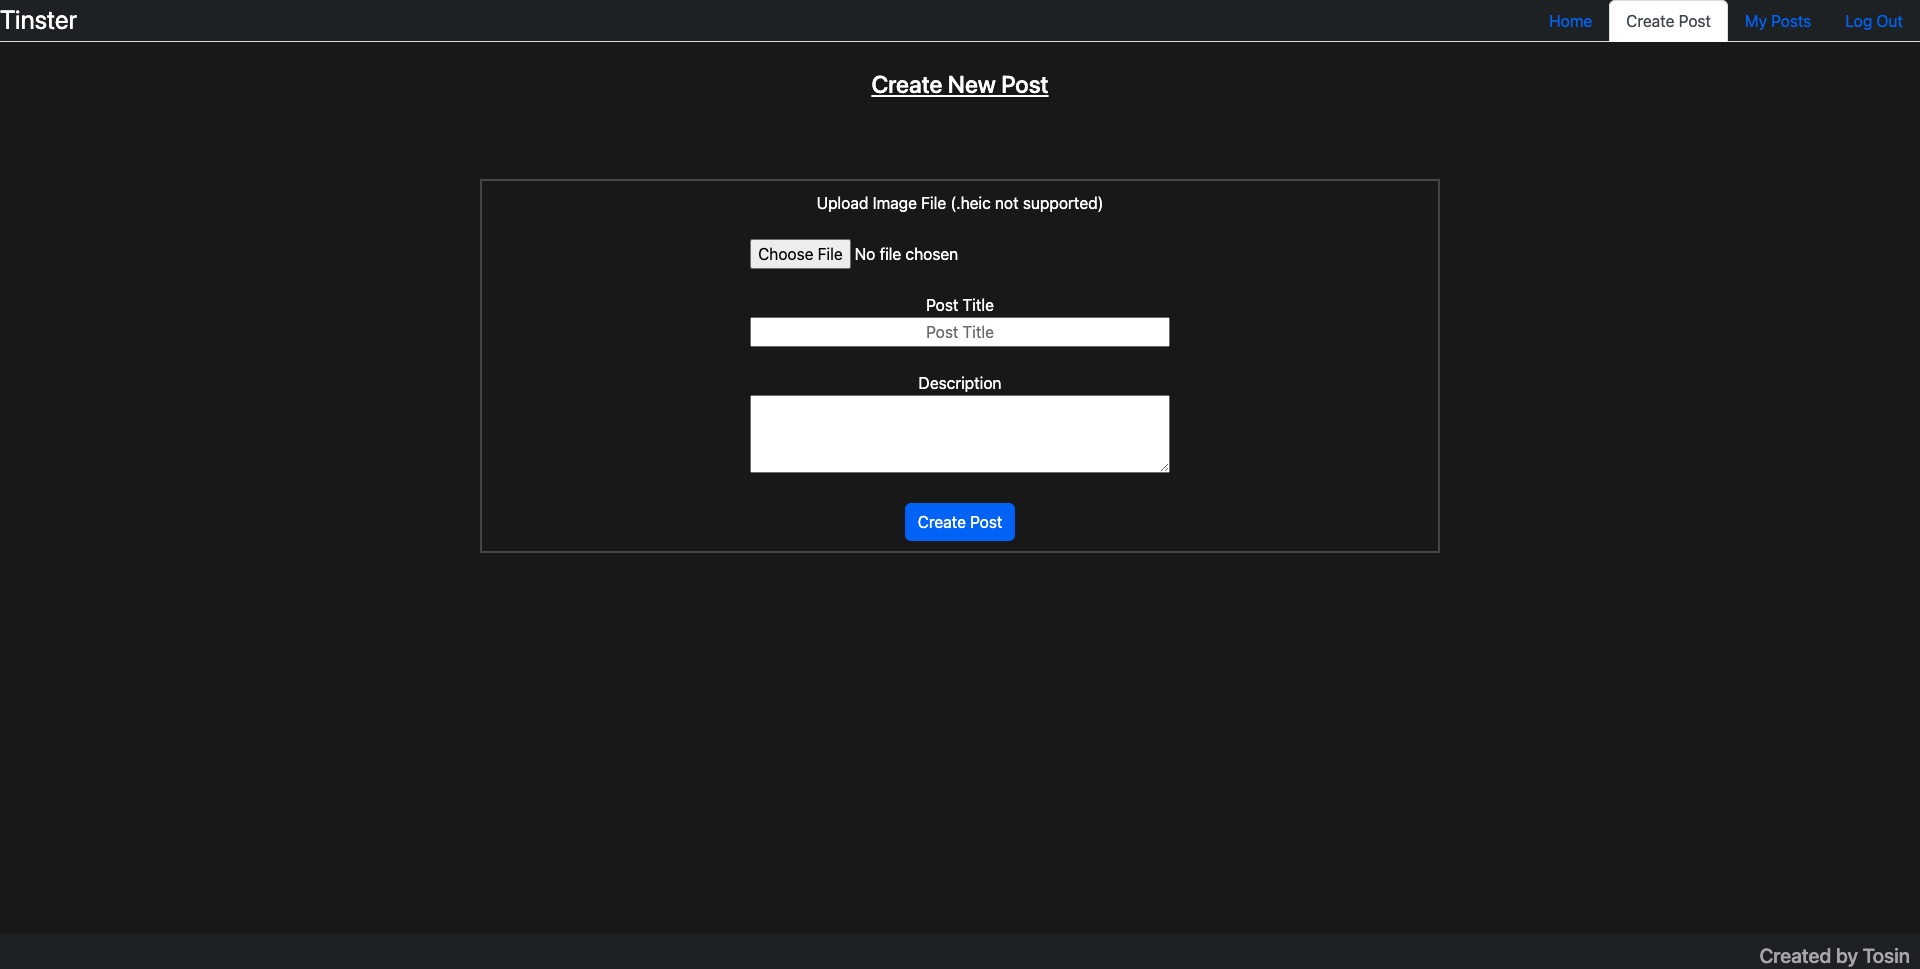 Tinster
Home Create Post My Posts Log Out
Create New Post
Upload Image File (.heic not supported)
Choose File No file chosen
Post Title
Post Title
Description
Create Post
Created by Tosin